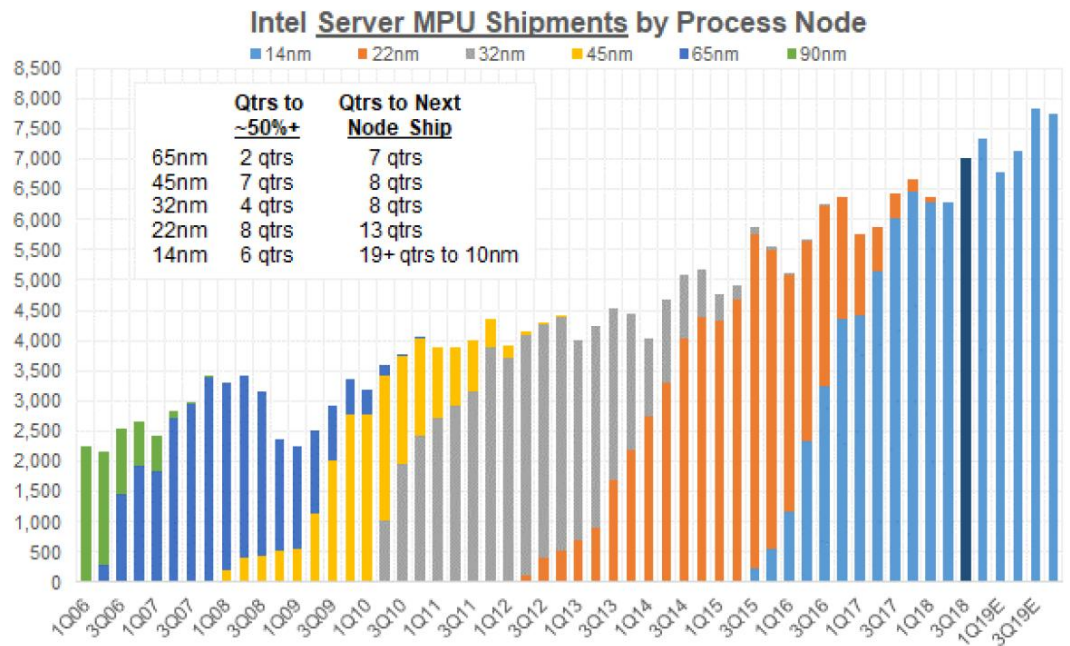 Intel Server MPU Shipments by Process Node
14nm 22nm 32nm 45nm 65nm 90nm
8,500
8,000
7,500
7,000
6,500
6,000
5,500
5,000
4,500
4,000
3,500
3,000
2,500
2,000
1,500
1,000
500
0
Qtrs to Qtrs to Next
~50%+ Node Ship
65nm 2 qtrs 7 qtrs
45nm 7 qtrs 8 qtrs
32nm 4 qtrs 8 qtrs
22nm 8 qtrs 13 qtrs
14nm 6 qtrs 19+ qtrs to 10nm
1Q06 3Q06 1Q07 3Q07 1Q08 3Q08 1Q09 3Q09 1Q10 3Q10 1Q11 3Q11 1Q12 3Q12 1Q13 3Q13 1Q14 3Q14 1Q15 3Q15 1Q16 3Q16 1Q17 3Q17 1Q18 3Q18 1Q19E 3Q19E